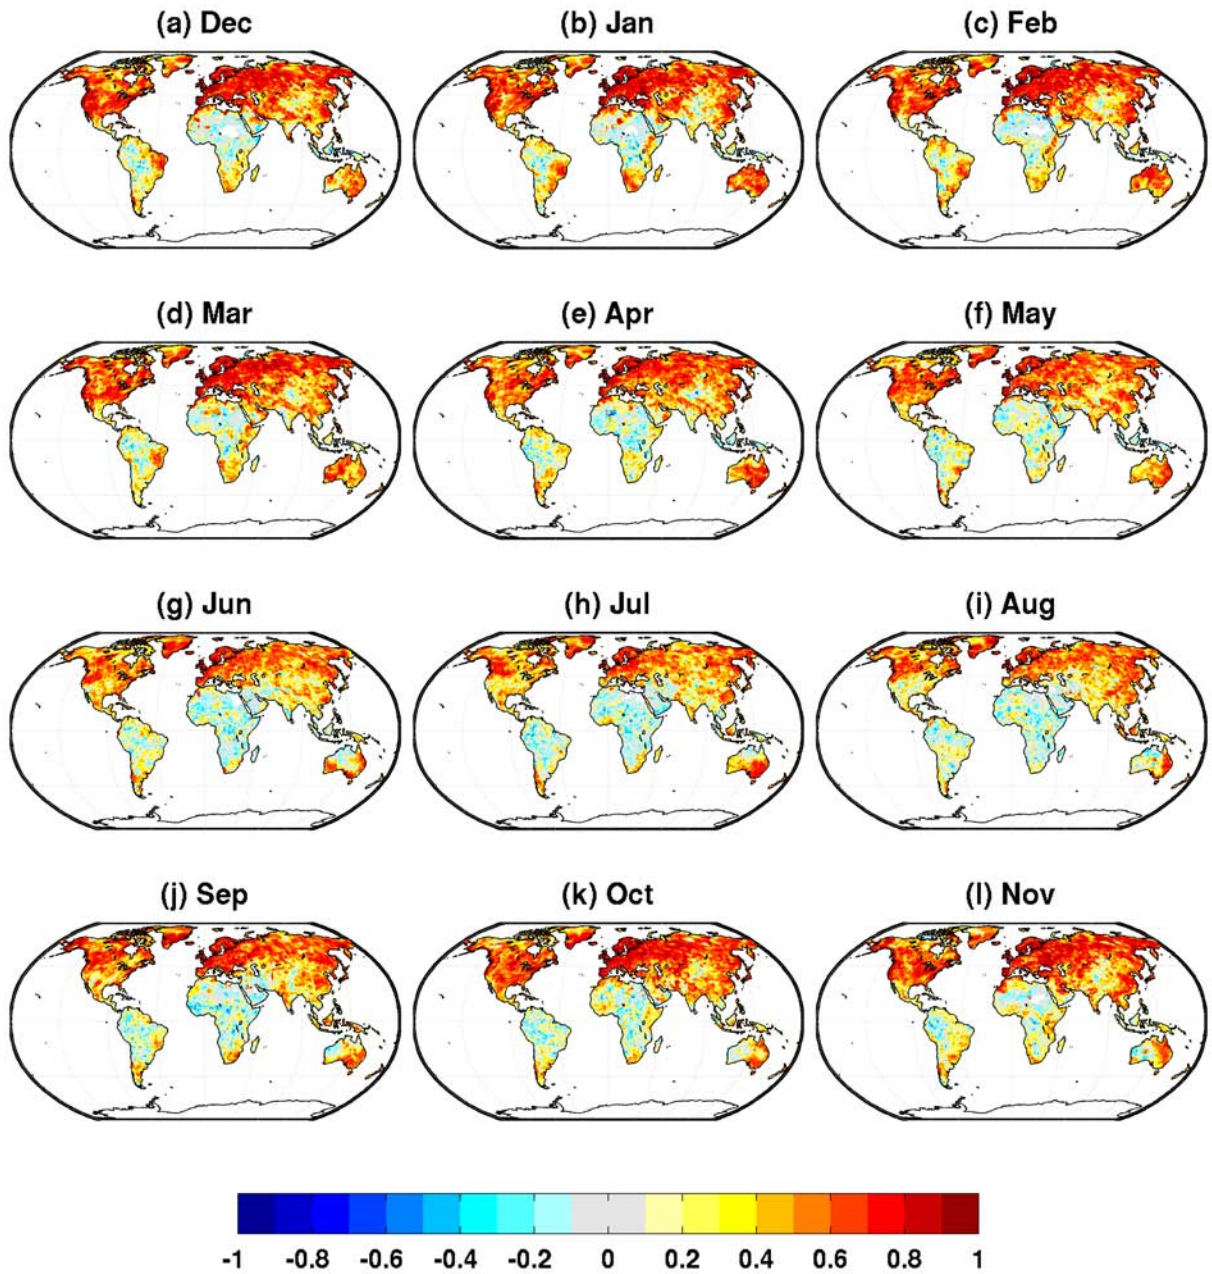 (a) Dec (b) Jan (c) Feb
(d) Mar (e) Apr (f) May
(g) Jun (h) Jul (i) Aug
(j) Sep (k) Oct (l) Nov
-1 -0.8 -0.6 -0.4 -0.2 0 0.2 0.4 0.6 0.8 1